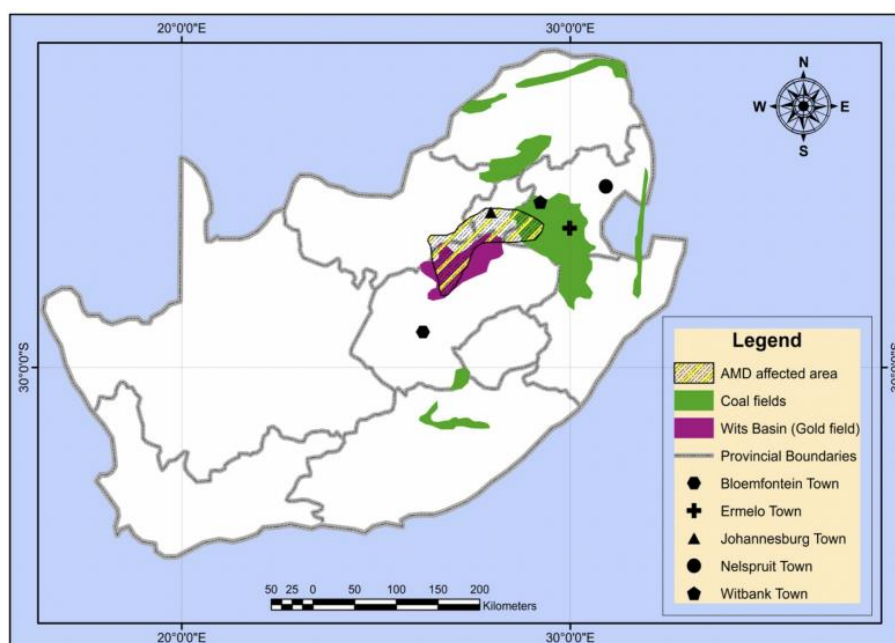 20°0'0"E 30°0'0"E
N
W E
S
30°0'0"S 30°0'0"S
Legend
AMD affected area
Coal fields
Wits Basin (Gold field)
Provincial Boundaries
Bloemfontein Town
Ermelo Town
Johannesburg Town
Nelspruit Town
Witbank Town
50 25 0 50 100 150 200
Kilometers
20°0'0"E 30°0'0"E